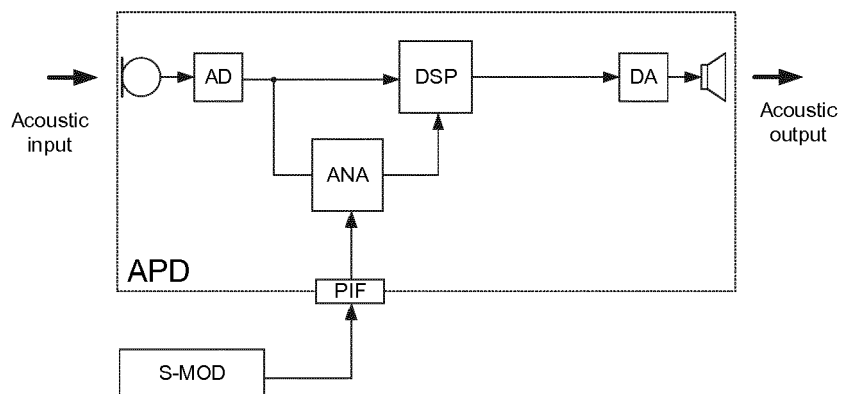 AD
DSP
DA
Acoustic
input
Acoustic
output
ANA
APD
PIF
S-MOD